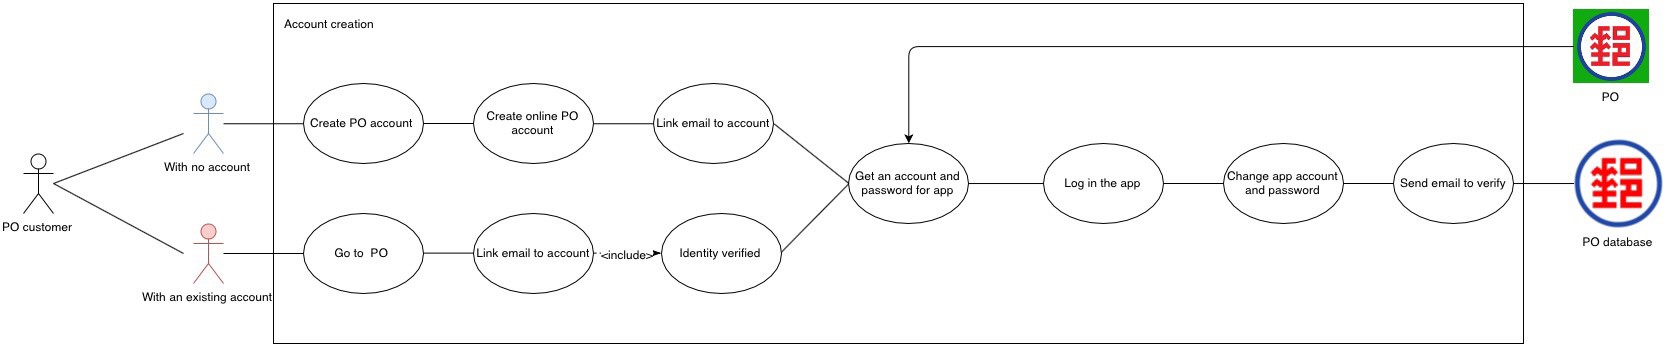 Account creation
郵
PO
Create PO account
Create online PO
account
Link email to account
With no account
Get an account and
password for app
Log in the app
Change app account
and password
Send email to verify
郵
PO customer
PO database
Go to  PO
Link email to account
<include>
Identity verified
With an existing account